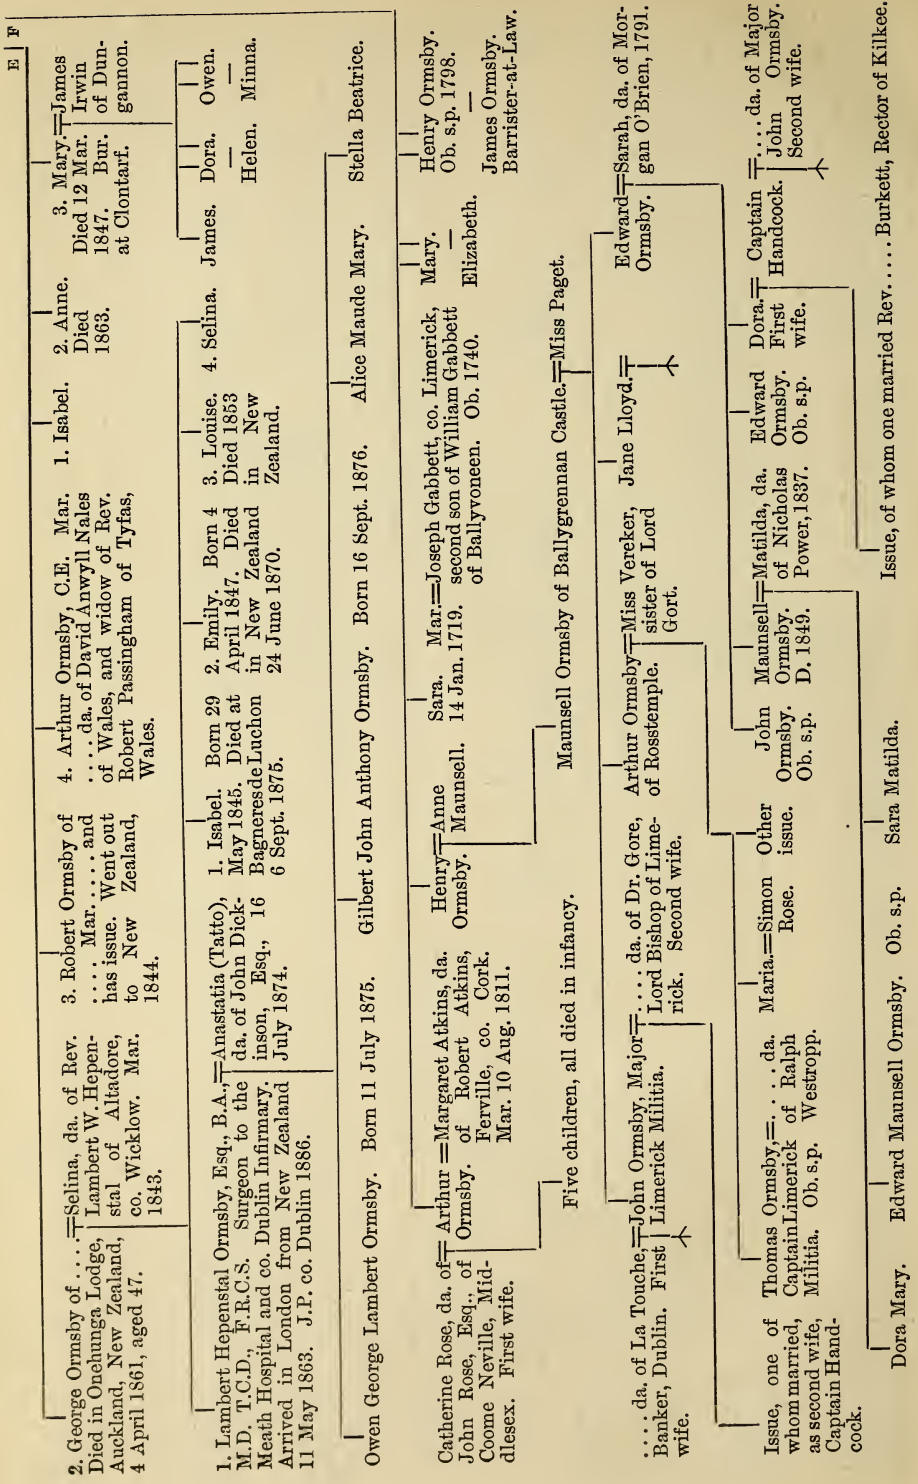 E | F
2. George Ormsby of ....
Died in Onehunga Lodge,
Auckland, New Zealand,
4 April 1861, aged 47.
=Selina, da. of Rev.
Lambert W. Hepen-
stal of Altadore,
co. Wicklow. Mar.
1843.
3. Robert Ormsby of
.... Mar..... and
has issue. Went out
to New Zealand,
1844.
4. Arthur Ormsby, C.E. Mar.
.... da. of David Anwyll Nales
of Wales, and widow of Rev.
Robert Passingham of Tyfas,
Wales.
1. Isabel.
2. Anne.
Died
1863.
3. Mary.
Died 12 Mar.
1847. Bur.
at Clontarf.
=James
Irwin
of Dun-
gannon.
1. Lambert Hepenstal Ormsby, Esq., B.A.,
M.D. T.C.D., F.R.C.S. Surgeon to the
Meath Hospital and co. Dublin Infirmary.
Arrived in London from New Zealand
11 May 1863. J.P. co. Dublin 1886.
=Anastatia (Tatto),
da. of John Dick-
inson, Esq., 16
July 1874.
1. Isabel. Born 29
May 1845. Died at
Bagneres de Luchon
6 Sept. 1875.
2. Emily. Born 4
April 1847. Died
in New Zealand
24 June 1870.
3. Louise.
Died 1853
in New
Zealand.
4. Selina.
James.
Dora.
—
Helen.
Owen.
—
Minna.
Owen George Lambert Ormsby. Born 11 July 1875.
Gilbert John Anthony Ormsby. Born 16 Sept. 1876.
Alice Maude Mary.
Stella Beatrice.
Catherine Rose, da. of
John Rose, Esq., of
Coome Neville, Mid-
dlesex. First wife.
=Arthur
Ormsby.
=Margaret Atkins, da.
of Robert Atkins,
Ferville, co. Cork.
Mar. 10 Aug. 1811.
Henry
Ormsby.
=Anne
Maunsell.
Sara. Mar.
14 Jan. 1719.
=Joseph Gabbett, co. Limerick,
second son of William Gabbett
of Ballyvoneen. Ob. 1740.
Mary.
—
Elizabeth.
Henry Ormsby.
Ob. s.p. 1798.
—
James Ormsby.
Barrister-at-Law.
Five children, all died in infancy.
Maunsell Ormsby of Ballygrennan Castle.=Miss Paget.
.... da. of La Touche,
Banker, Dublin. First
wife.
=John Ormsby, Major
Limerick Militia.
=.... da. of Dr. Gore,
Lord Bishop of Lime-
rick. Second wife.
Arthur Ormsby
of Rosstemple.
=Miss Vereker,
sister of Lord
Gort.
Jane Lloyd.=
Edward
Ormsby.
=Sarah, da. of Mor-
gan O'Brien, 1791.
Issue, one of
whom married,
as second wife,
Captain Hand-
cock.
Thomas Ormsby,
Captain Limerick
Militia. Ob. s.p.
=.... da.
of Ralph
Westropp.
Maria.=Simon
Rose.
Other
issue.
John
Ormsby.
Ob. s.p.
Maunsell
Ormsby.
D. 1849.
=Matilda, da.
of Nicholas
Power, 1837.
Edward
Ormsby.
Ob. s.p.
Dora.
First
wife.
=Captain
Handcock.
=.... da. of Major
John Ormsby.
Second wife.
Dora Mary.
Edward Maunsell Ormsby. Ob. s.p.
Sara Matilda.
Issue, of whom one married Rev..... Burkett, Rector of Kilkee.